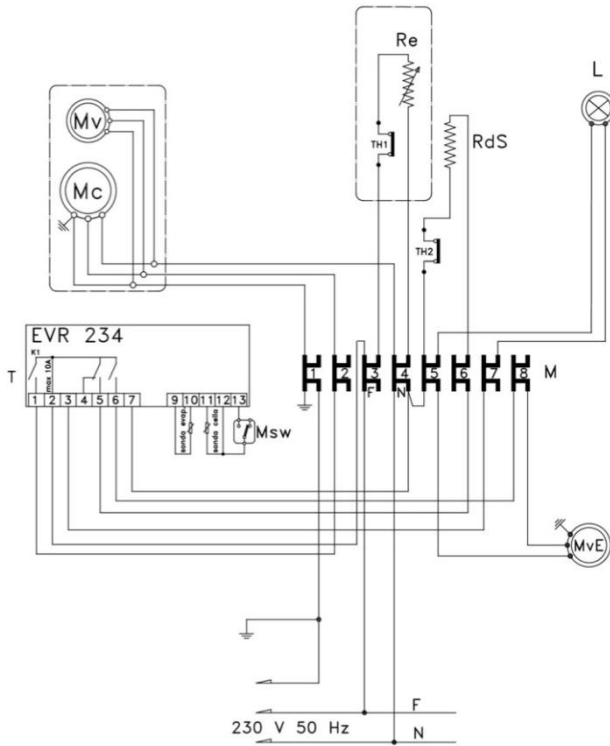 Re
L
Mv
RdS
TH1
Mc
TH2
EVR 234
K1
max 10A
T
1 2 3 4 5 6 7 8
M
F N
1 2 3 4 5 6 7 9 10 11 12 13
sonda evap.
sonda cella
Msw
MvE
F
230 V 50 Hz
N